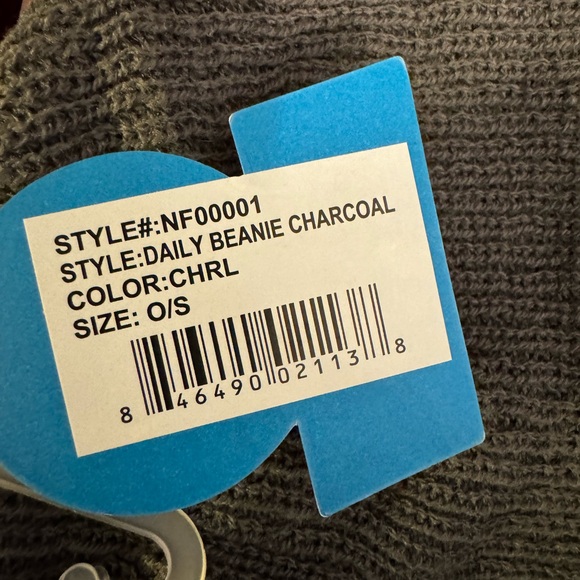 STYLE#:NF00001
STYLE:DAILY BEANIE CHARCOAL
COLOR:CHRL
SIZE: O/S
8 46490 02113 8